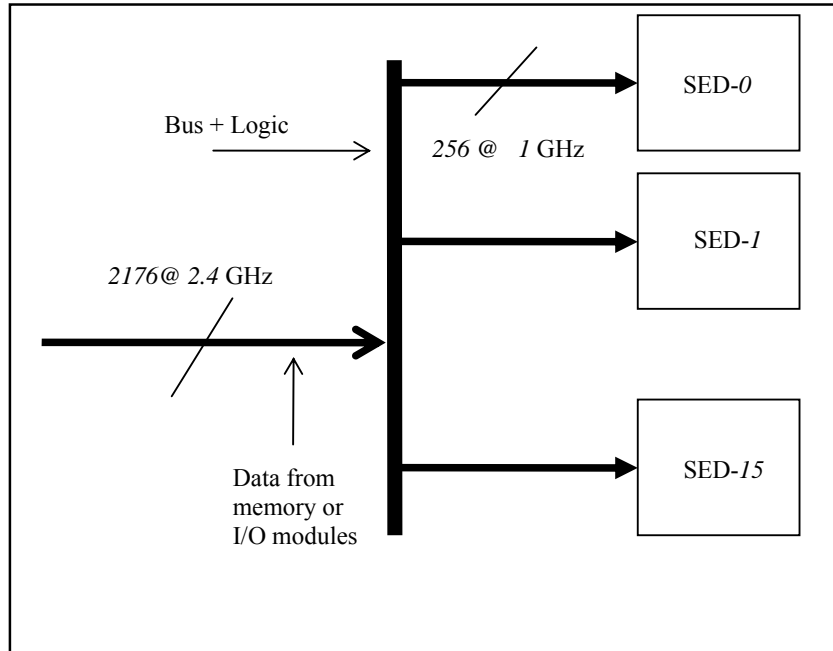 SED-0
Bus + Logic
256 @ 1 GHz
SED-1
2176@ 2.4 GHz
Data from
memory or
I/O modules
SED-15